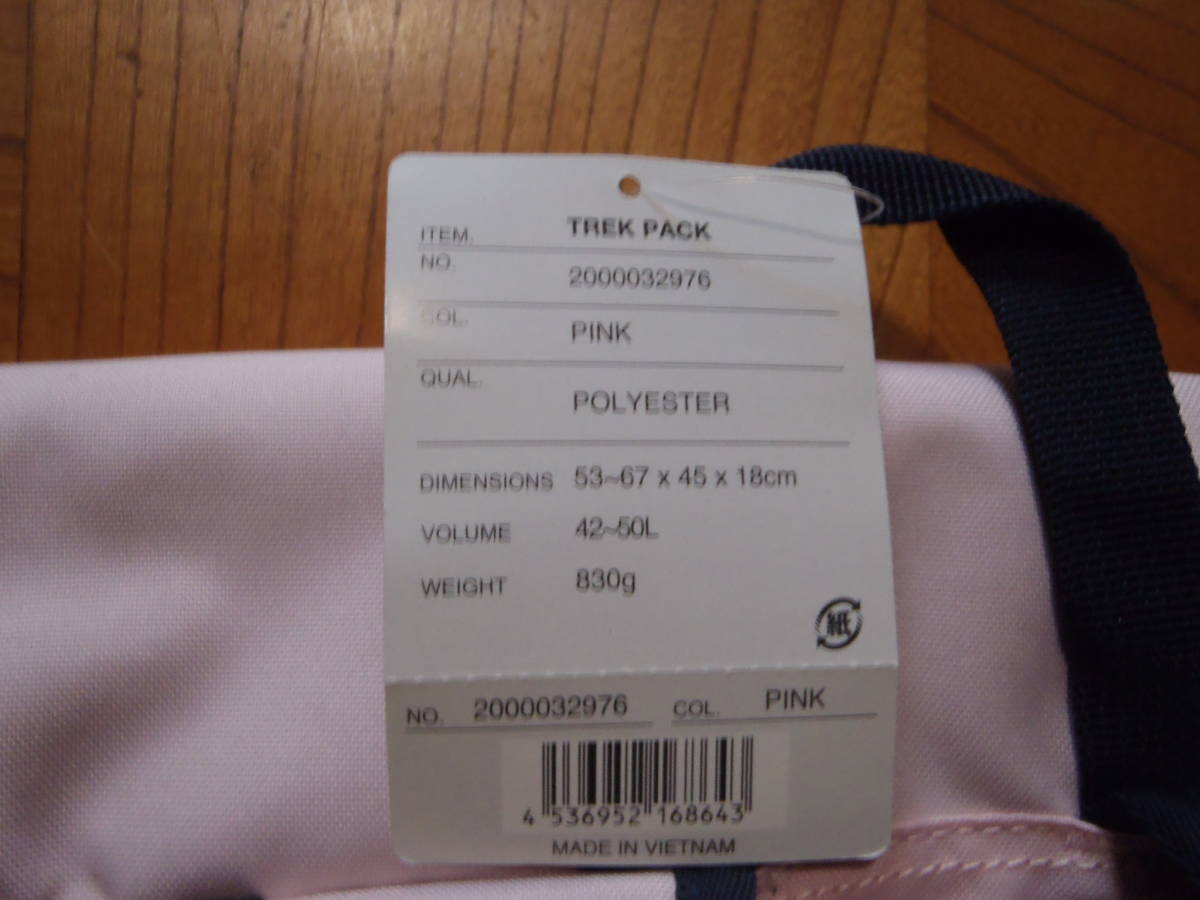 ITEM. TREK PACK
NO. 2000032976
COL. PINK
QUAL. POLYESTER
DIMENSIONS 53~67 x 45 x 18cm
VOLUME 42~50L
WEIGHT 830g
紙
NO. 2000032976 COL. PINK
4 536952 168643
MADE IN VIETNAM